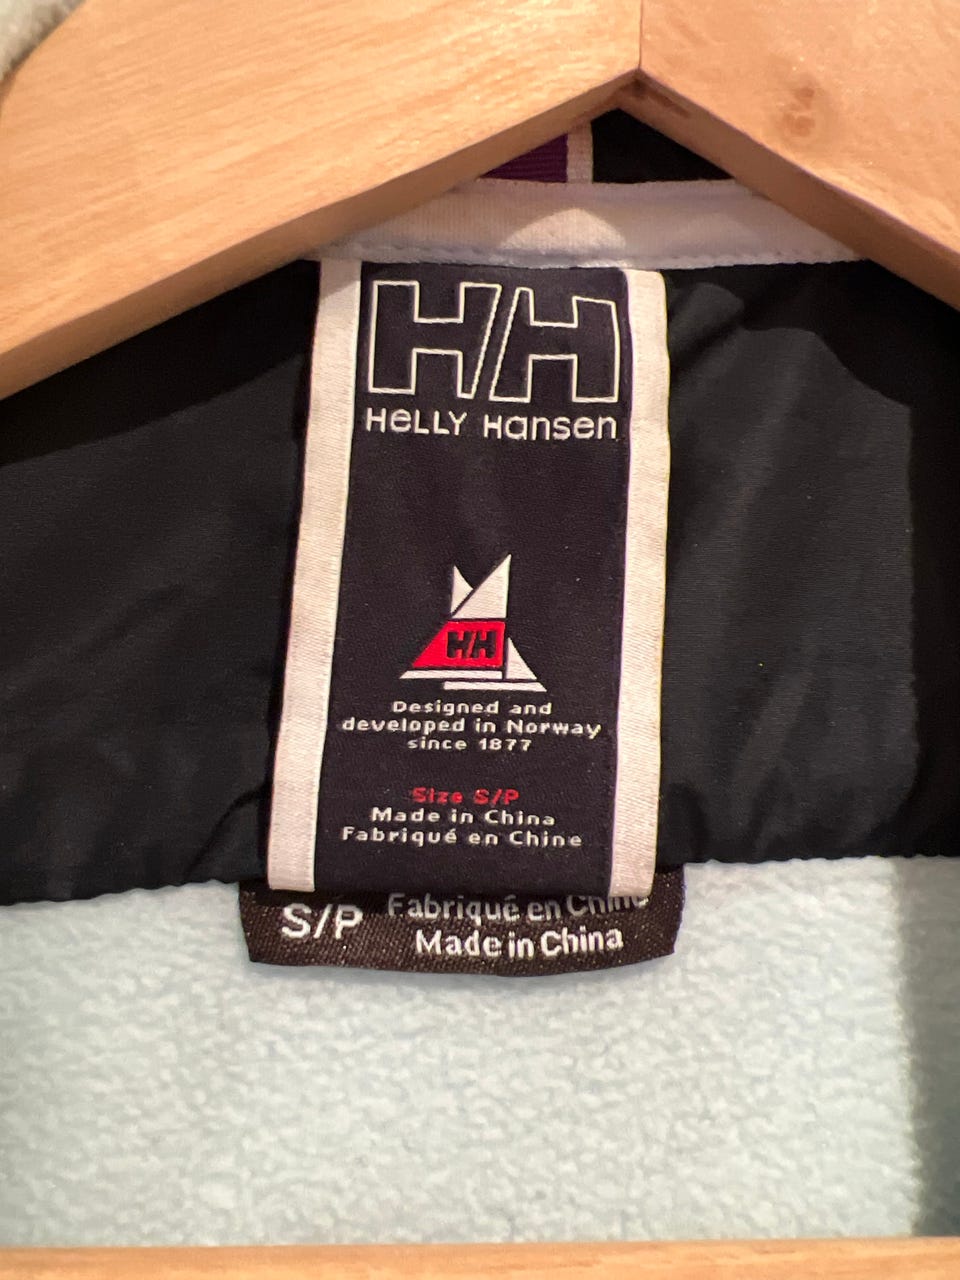 HH
HELLY HANSEN
HH
Designed and
developed in Norway
since 1877
Size S/P
Made in China
Fabriqué en Chine
S/P
Fabriqué en Chine
Made in China